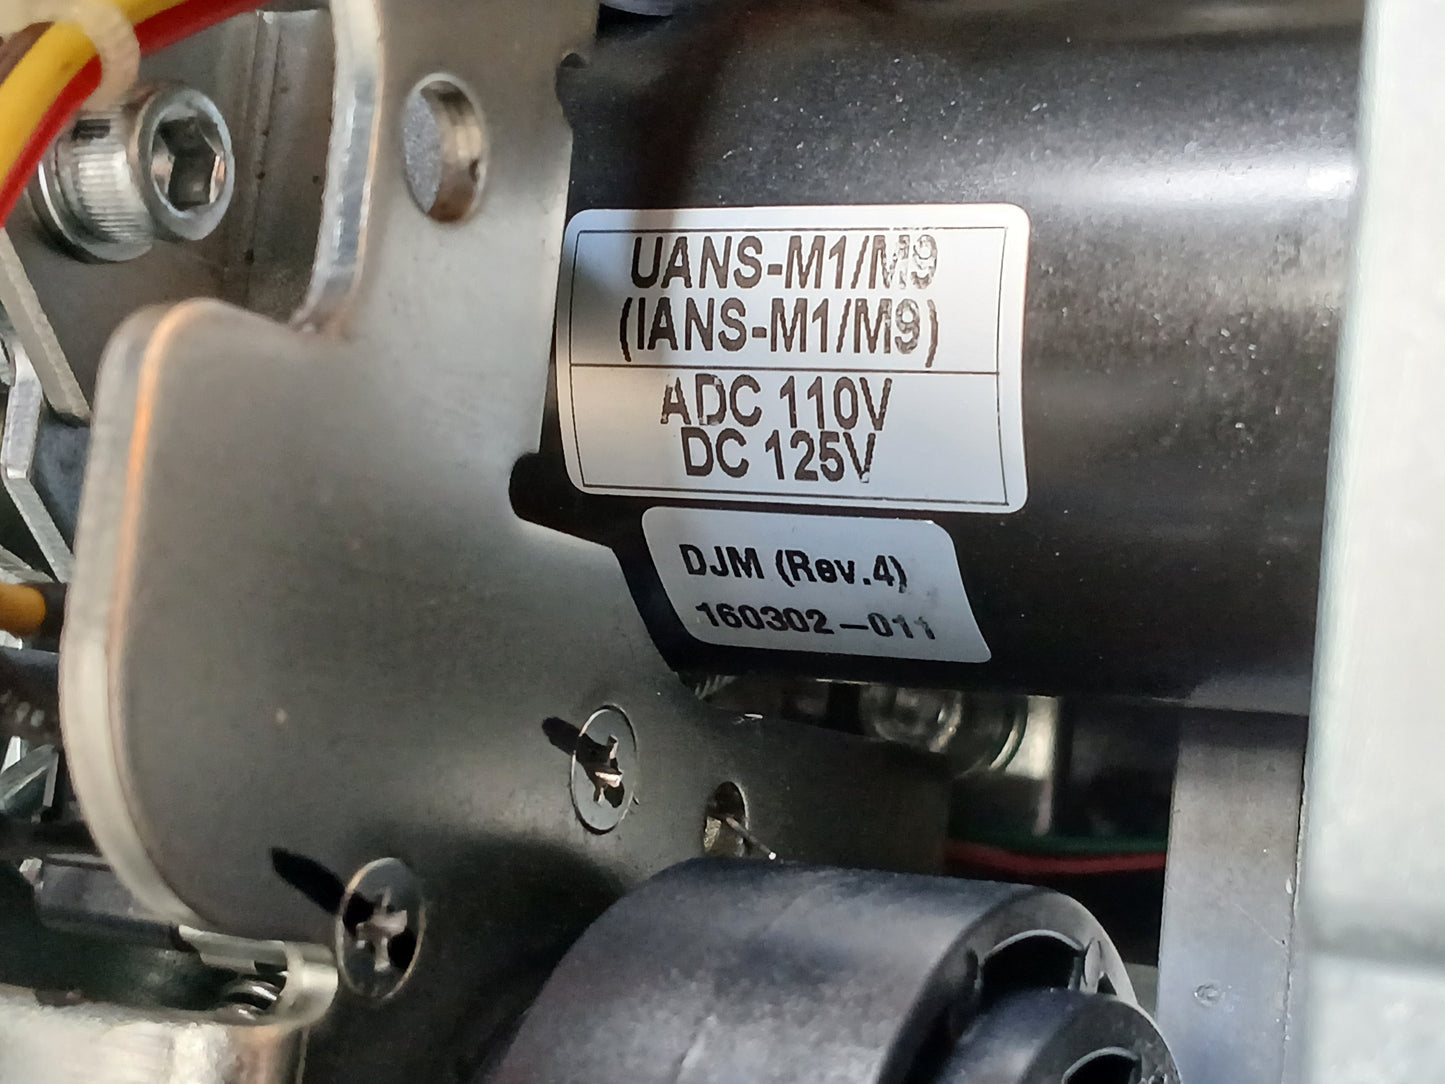 UANS-M1/M9
(IANS-M1/M9)
ADC 110V
DC 125V
DJM (Rev.4)
160302-011